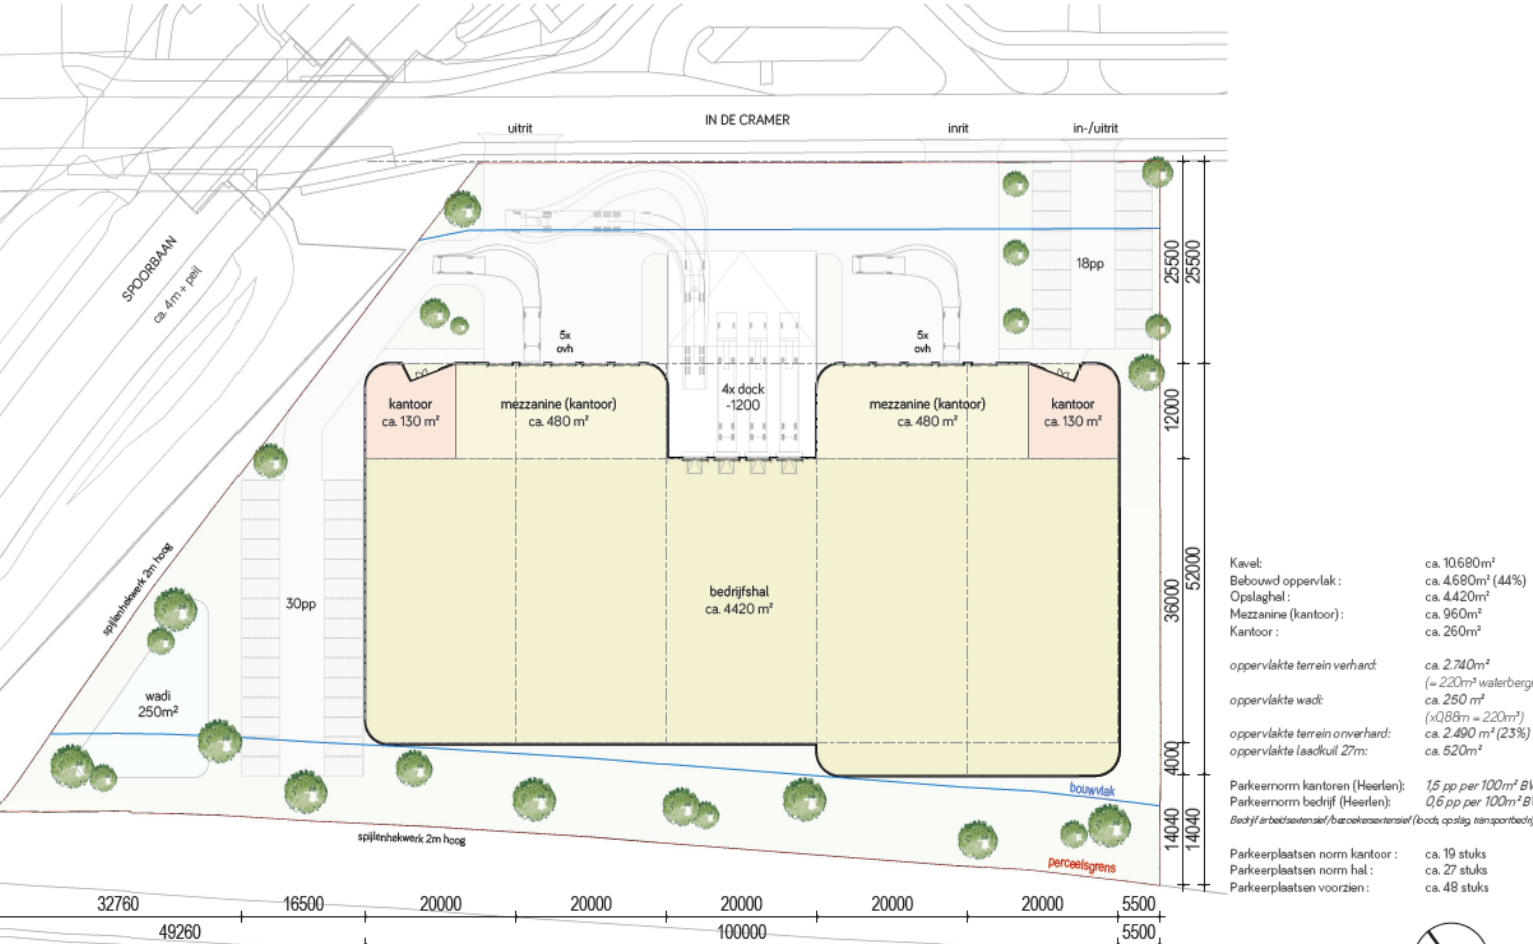 IN DE CRAMER
uitrit
inrit
in-/uitrit
SPOORBAAN
ca. 4m + peil
18pp
25500
25500
5x
ovh
5x
ovh
4x dock
-1200
kantoor
ca. 130 m²
mezzanine (kantoor)
ca. 480 m²
mezzanine (kantoor)
ca. 480 m²
kantoor
ca. 130 m²
12000
52000
36000
spijlenhekwerk 2m hoog
30pp
bedrijfshal
ca. 4420 m²
wadi
250m²
4000
bouwvlak
14040
14040
spijlenhekwerk 2m hoog
perceelsgrens
32760
16500
20000
20000
20000
20000
20000
5500
49260
100000
5500
Kavel: ca. 10.680m²
Bebouwd oppervlak : ca. 4.680m² (44%)
Opslaghal : ca. 4.420m²
Mezzanine (kantoor) : ca. 960m²
Kantoor : ca. 260m²
oppervlakte terrein verhard: ca. 2.740m²
(= 220m³ waterberg
oppervlakte wadi: ca. 250 m²
(x0,88m = 220m³)
oppervlakte terrein onverhard: ca. 2.490 m² (23%)
oppervlakte laadkuil 27m: ca. 520m²
Parkeernorm kantoren (Heerlen): 1,5 pp per 100m² BV
Parkeernorm bedrijf (Heerlen): 0,6 pp per 100m² BV
Bedrijf arbeidsextensief/bezoekersextensief (loods, opslag, transportbedrij
Parkeerplaatsen norm kantoor : ca. 19 stuks
Parkeerplaatsen norm hal : ca. 27 stuks
Parkeerplaatsen voorzien : ca. 48 stuks